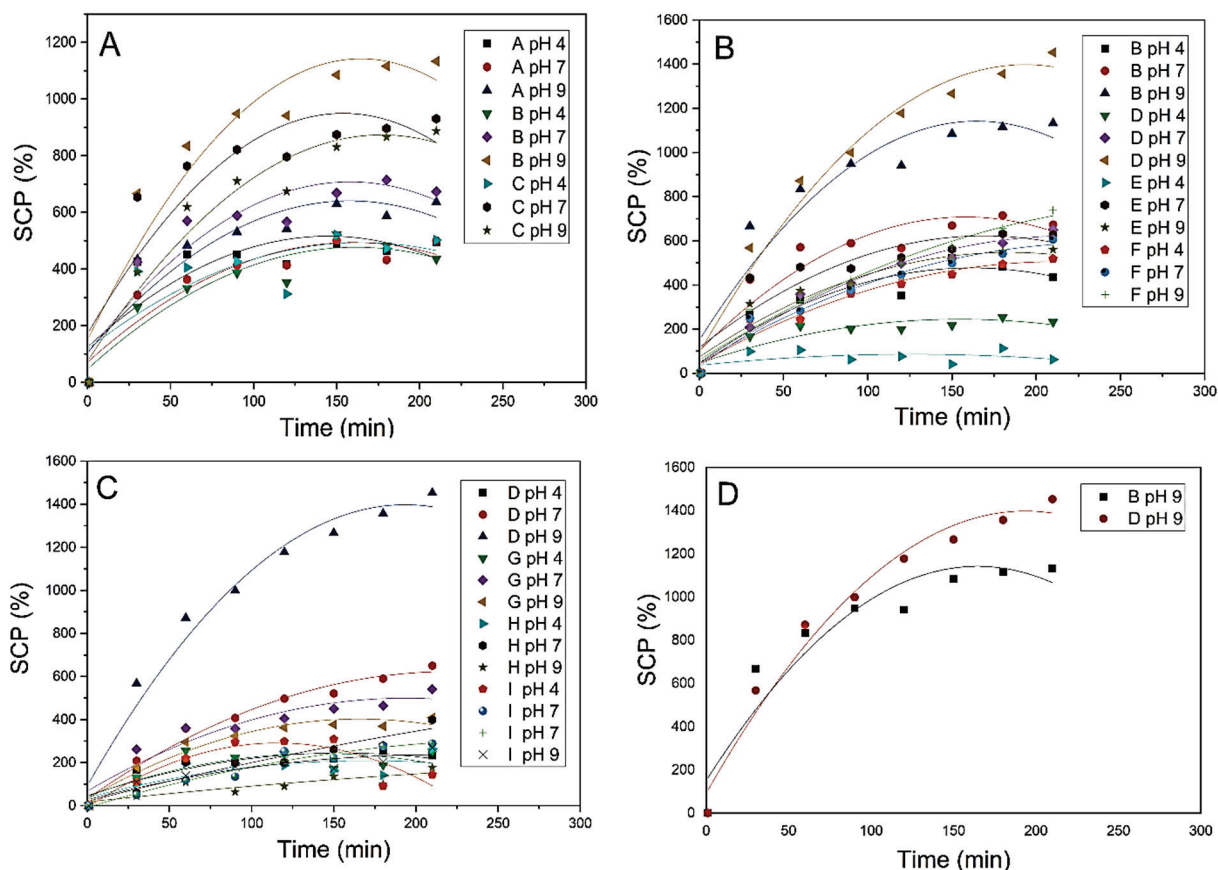 A
1200
1000
800
600
400
200
0
SCP (%)
0 50 100 150 200 250 300
Time (min)
A pH 4
A pH 7
A pH 9
B pH 4
B pH 7
B pH 9
C pH 4
C pH 7
C pH 9
B
1600
1400
1200
1000
800
600
400
200
0
SCP (%)
0 50 100 150 200 250 300
Time (min)
B pH 4
B pH 7
B pH 9
D pH 4
D pH 7
D pH 9
E pH 4
E pH 7
E pH 9
F pH 4
F pH 7
F pH 9
C
1600
1400
1200
1000
800
600
400
200
0
SCP (%)
0 50 100 150 200 250 300
Time (min)
D pH 4
D pH 7
D pH 9
G pH 4
G pH 7
G pH 9
H pH 4
H pH 7
H pH 9
I pH 4
I pH 7
I pH 7
I pH 9
D
1600
1400
1200
1000
800
600
400
200
0
SCP (%)
0 50 100 150 200 250 300
Time (min)
B pH 9
D pH 9